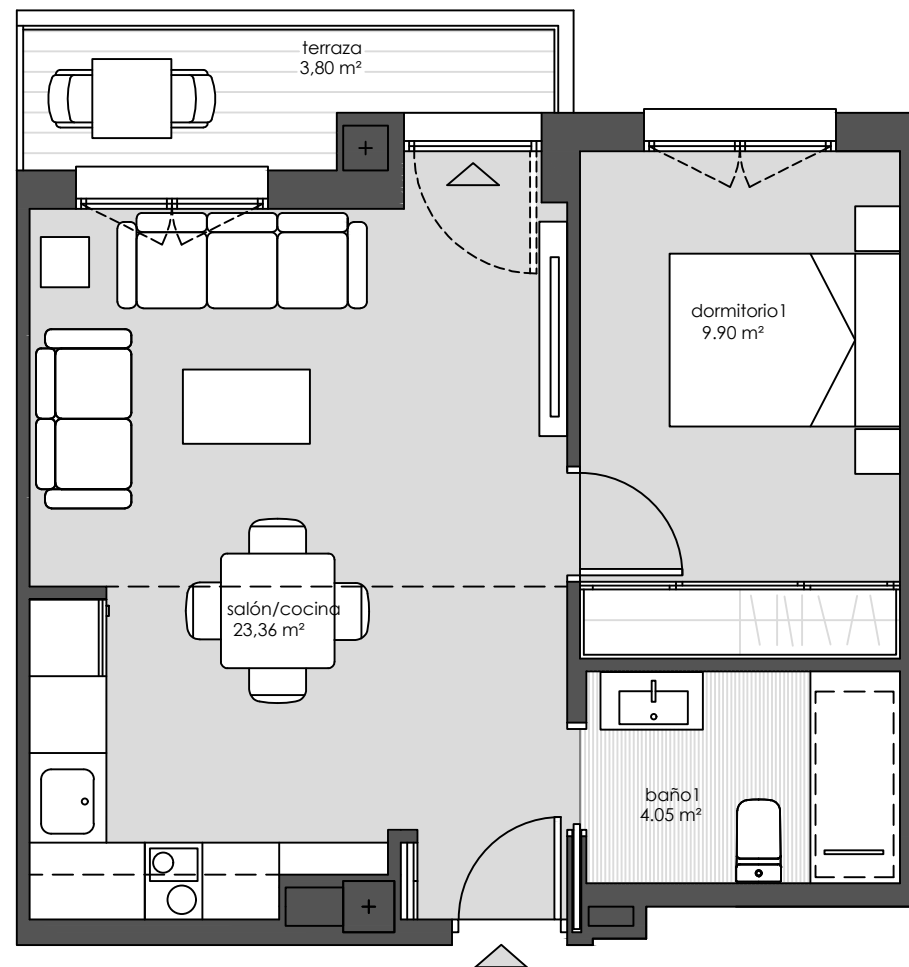 terraza
3,80 m²
dormitorio1
9.90 m²
salón/cocina
23,36 m²
baño1
4.05 m²